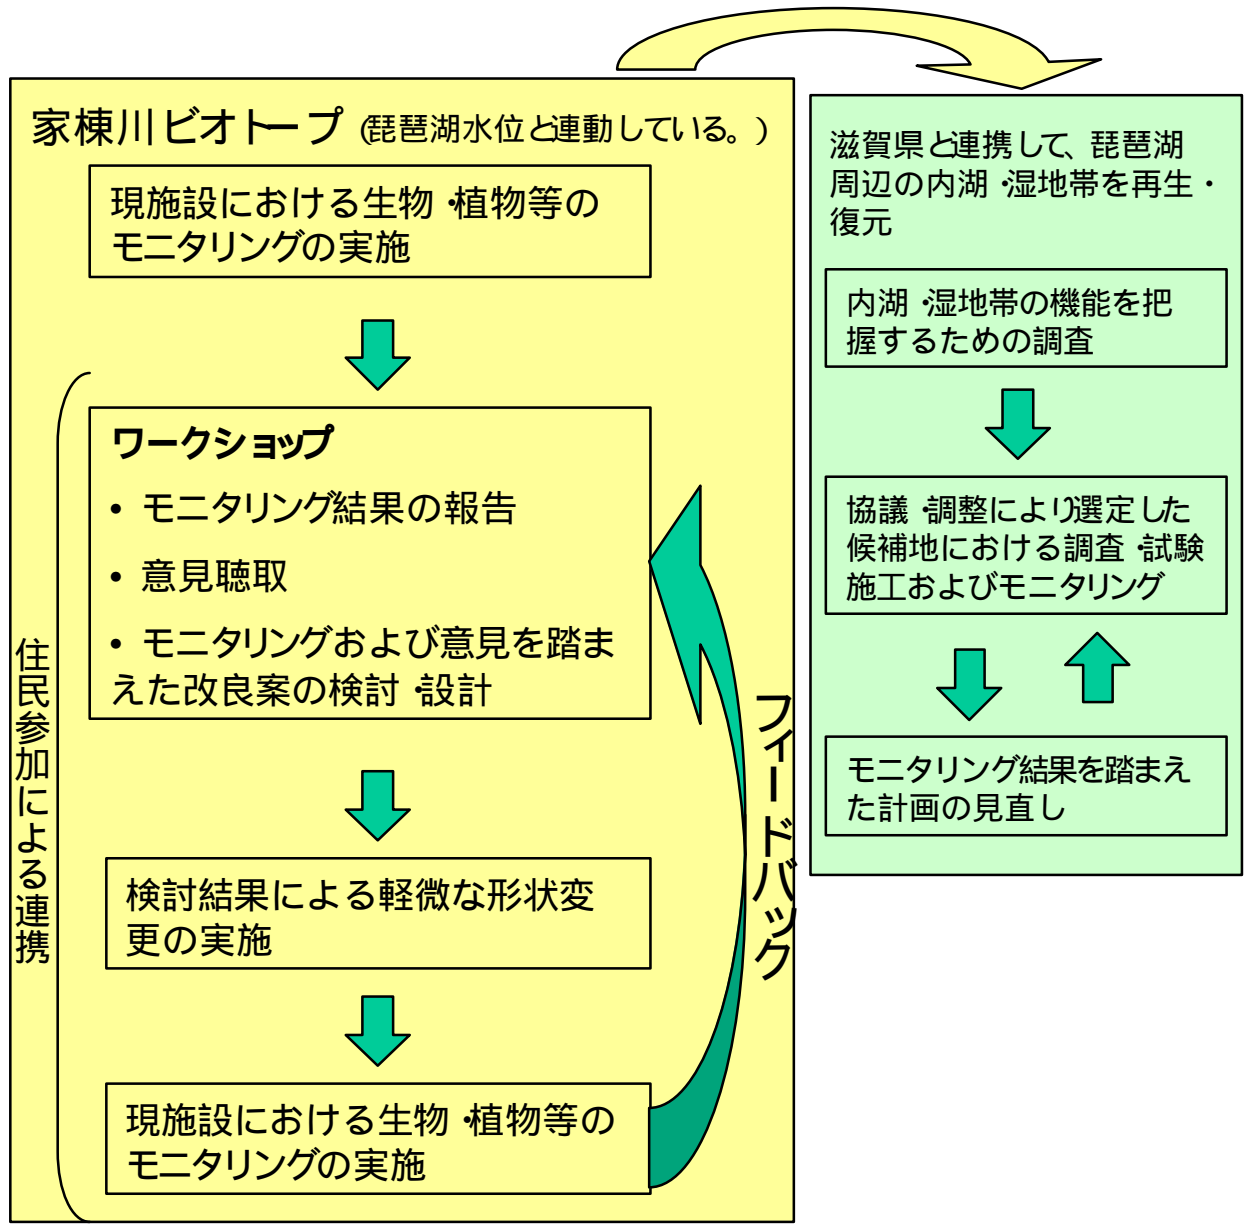 家棟川ビオトープ（琵琶湖水位と連動している。）
現施設における生物・植物等の
モニタリングの実施
ワークショップ
• モニタリング結果の報告
• 意見聴取
• モニタリングおよび意見を踏ま
えた改良案の検討・設計
検討結果による軽微な形状変
更の実施
現施設における生物・植物等の
モニタリングの実施
住民参加による連携
フィードバック
滋賀県と連携して、琵琶湖
周辺の内湖・湿地帯を再生・
復元
内湖・湿地帯の機能を把
握するための調査
協議・調整により選定した
候補地における調査・試験
施工およびモニタリング
モニタリング結果を踏まえ
た計画の見直し